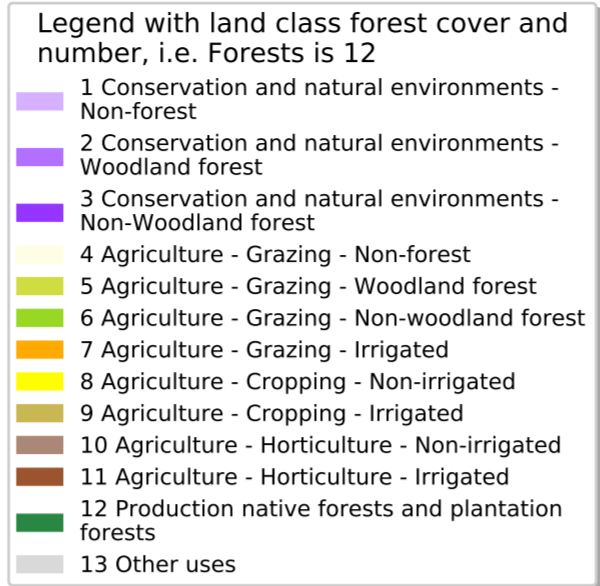 Legend with land class forest cover and
number, i.e. Forests is 12
1 Conservation and natural environments -
Non-forest
2 Conservation and natural environments -
Woodland forest
3 Conservation and natural environments -
Non-Woodland forest
4 Agriculture - Grazing - Non-forest
5 Agriculture - Grazing - Woodland forest
6 Agriculture - Grazing - Non-woodland forest
7 Agriculture - Grazing - Irrigated
8 Agriculture - Cropping - Non-irrigated
9 Agriculture - Cropping - Irrigated
10 Agriculture - Horticulture - Non-irrigated
11 Agriculture - Horticulture - Irrigated
12 Production native forests and plantation
forests
13 Other uses